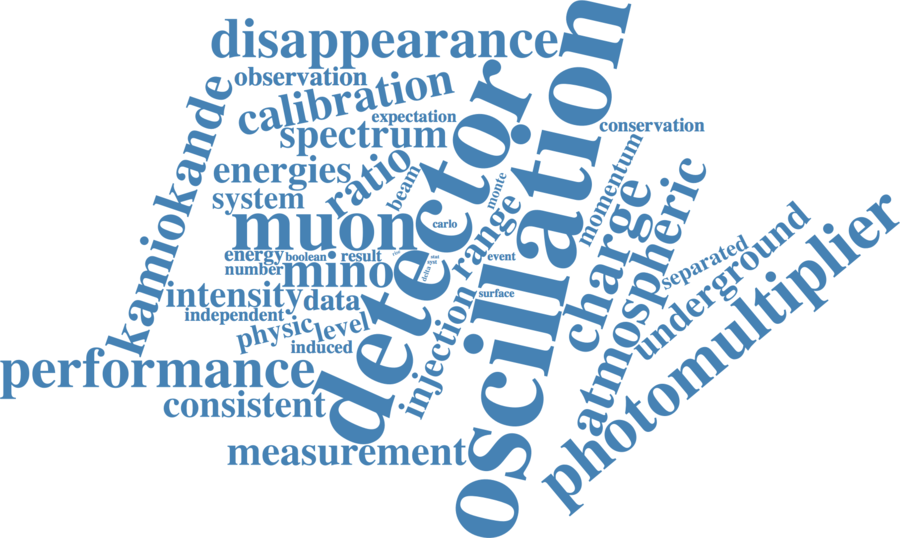 disappearance
observation
calibration
expectation
spectrum
kamiokande
energies
ratio
system
beam
muon
carlo
monte
detector
oscillation
conservation
momentum
energy
boolean
result
number
mino
event
range
charge
atmospheric
separated
underground
photomultiplier
intensity
data
surface
independent
physic
level
injection
induced
performance
consistent
measurement